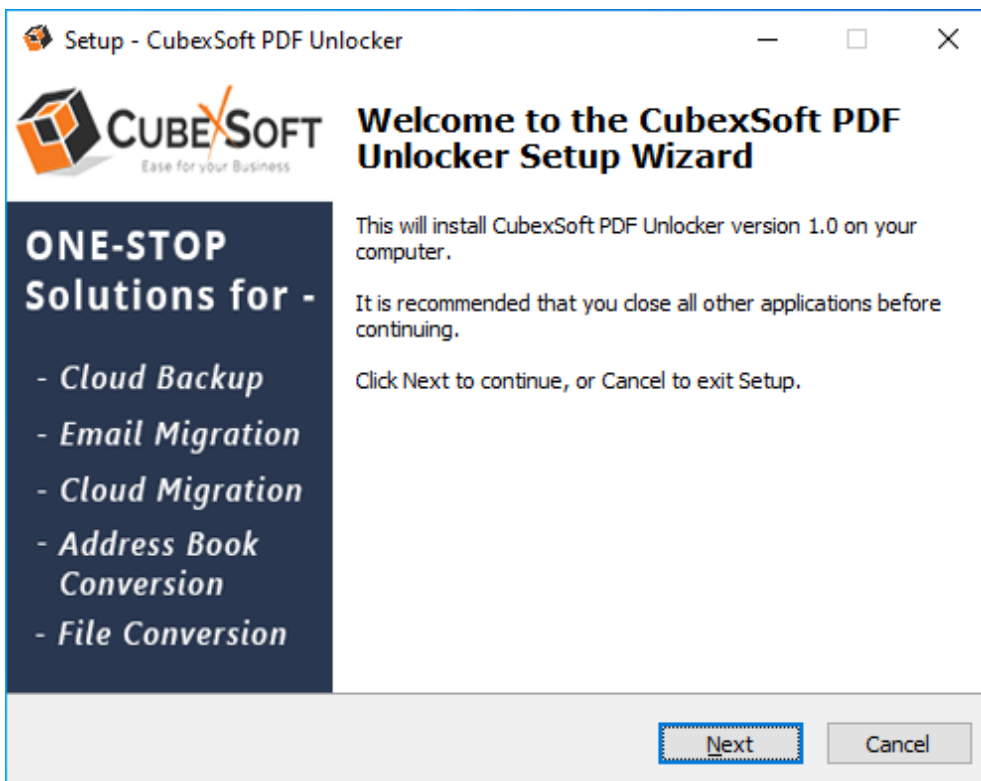 Setup - CubexSoft PDF Unlocker
CUBEXSOFT
Ease for your Business
Welcome to the CubexSoft PDF
Unlocker Setup Wizard
ONE-STOP
Solutions for -
- Cloud Backup
- Email Migration
- Cloud Migration
- Address Book
Conversion
- File Conversion
This will install CubexSoft PDF Unlocker version 1.0 on your
computer.
It is recommended that you close all other applications before
continuing.
Click Next to continue, or Cancel to exit Setup.
Next
Cancel